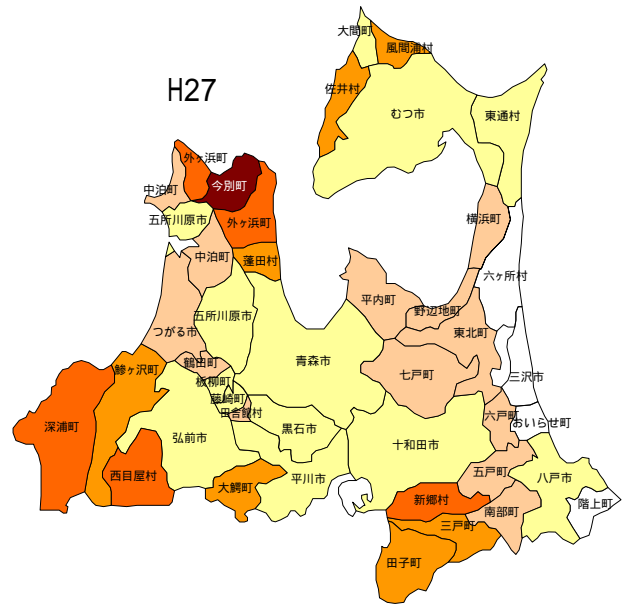 大間町
風間浦村
H27
佐井村
むつ市
東通村
外ヶ浜町
今別町
中泊町
五所川原市
外ヶ浜町
横浜町
中泊町
蓬田村
六ヶ所村
平内町
野辺地町
五所川原市
つがる市
東北町
青森市
鰺ヶ沢町
鶴田町
七戸町
三沢市
板柳町
藤崎町
田舎館村
六戸町
おいらせ町
深浦町
弘前市
黒石市
十和田市
西目屋村
大鰐町
平川市
五戸町
八戸市
新郷村
南部町
階上町
三戸町
田子町